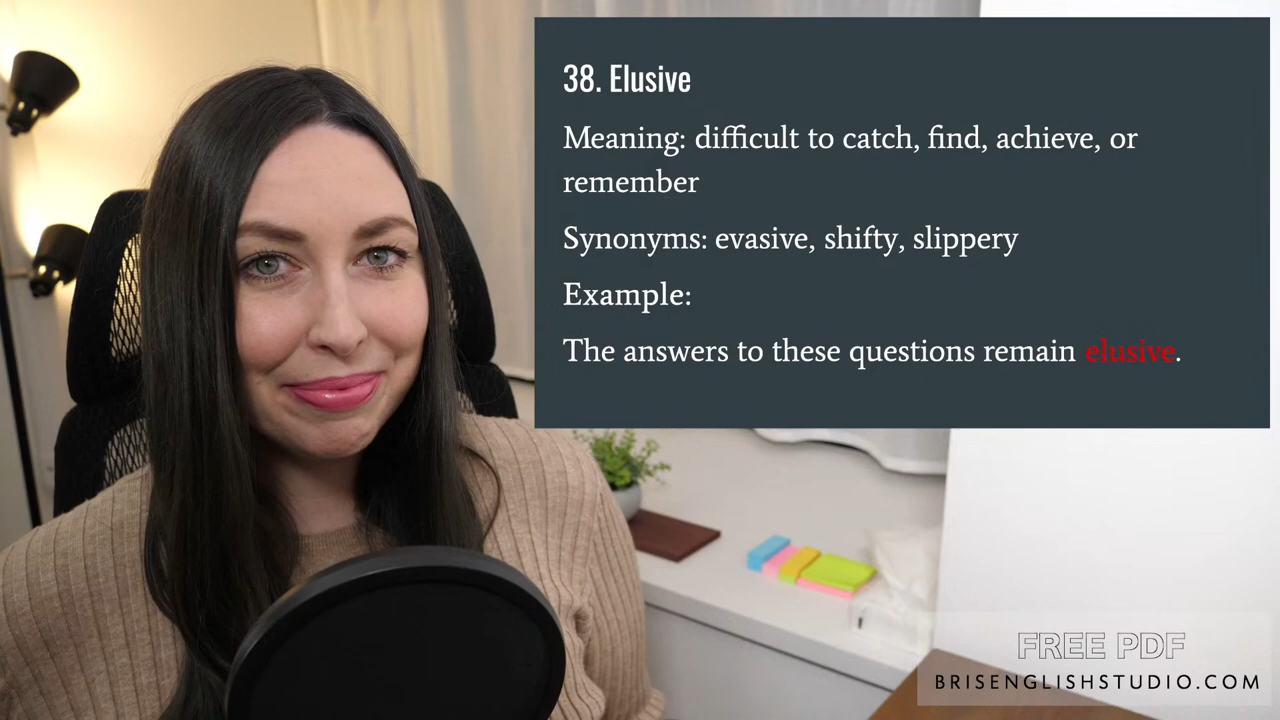 38. Elusive
Meaning: difficult to catch, find, achieve, or
remember
Synonyms: evasive, shifty, slippery
Example:
The answers to these questions remain elusive.
FREE PDF
BRISENGLISHSTUDIO.COM